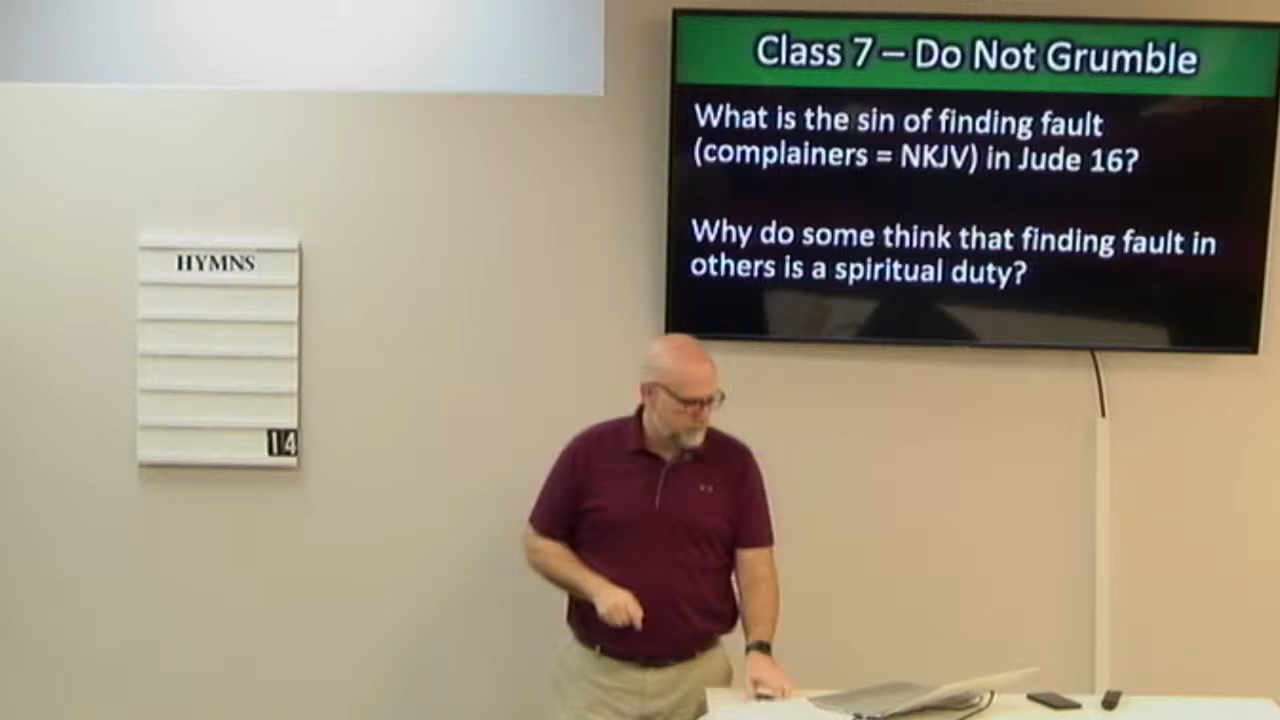 Class 7 – Do Not Grumble
What is the sin of finding fault
(complainers = NKJV) in Jude 16?
Why do some think that finding fault in
others is a spiritual duty?
HYMNS
14